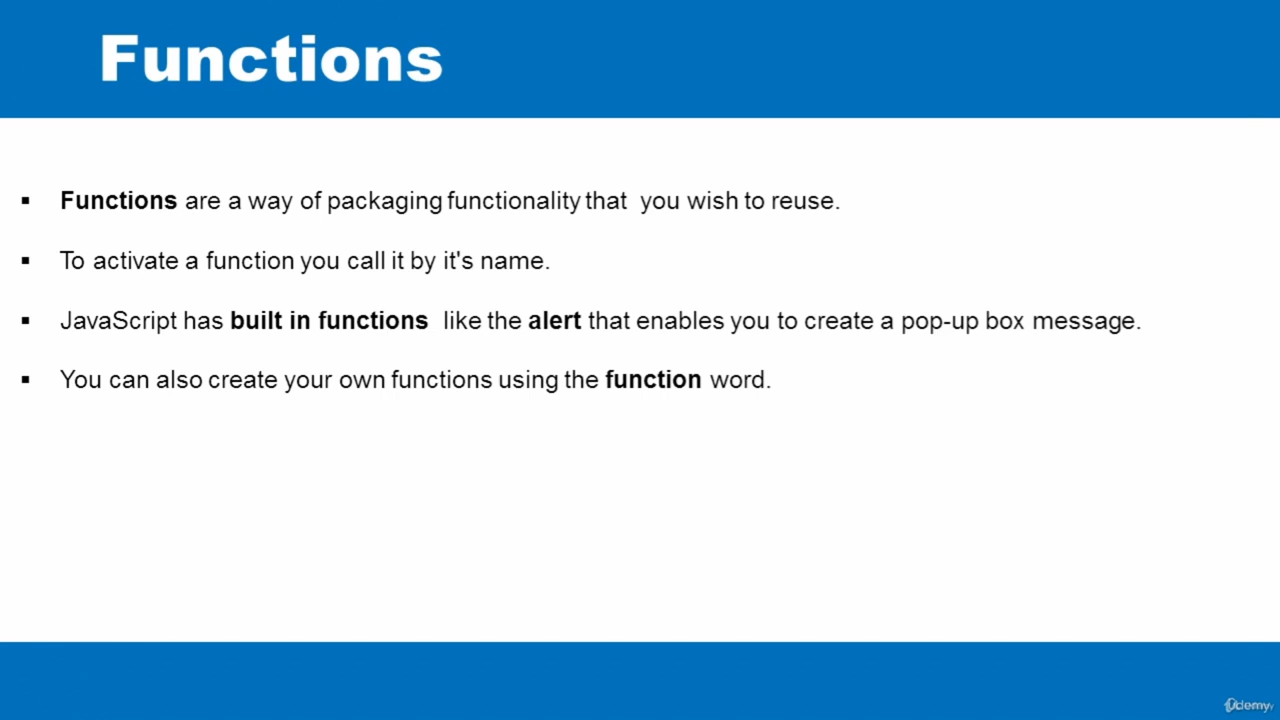 Functions
▪ Functions are a way of packaging functionality that  you wish to reuse.
▪ To activate a function you call it by it's name.
▪ JavaScript has built in functions  like the alert that enables you to create a pop-up box message.
▪ You can also create your own functions using the function word.
Udemy